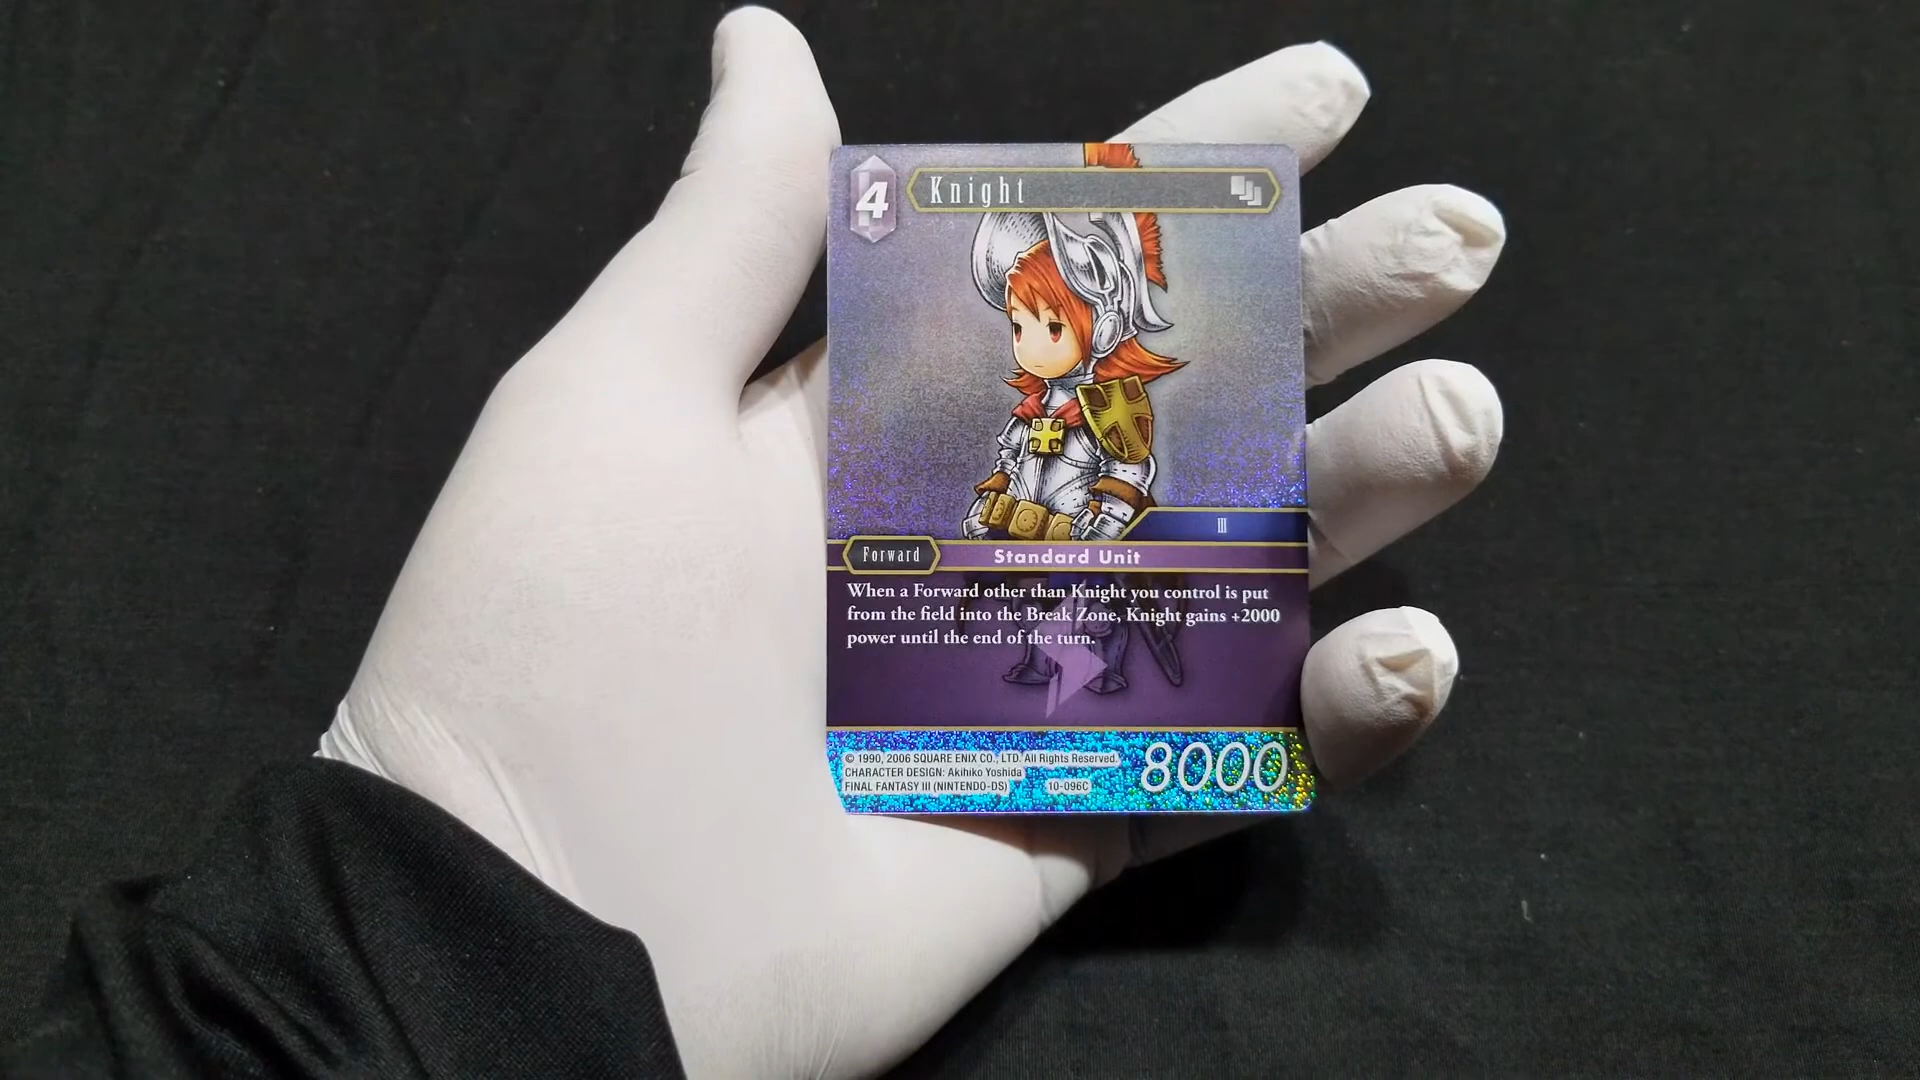 4
Knight
III
Forward
Standard Unit
When a Forward other than Knight you control is put
from the field into the Break Zone, Knight gains +2000
power until the end of the turn.
© 1990, 2006 SQUARE ENIX CO., LTD. All Rights Reserved.
CHARACTER DESIGN: Akihiko Yoshida
FINAL FANTASY III (NINTENDO-DS)
10-096C
8000